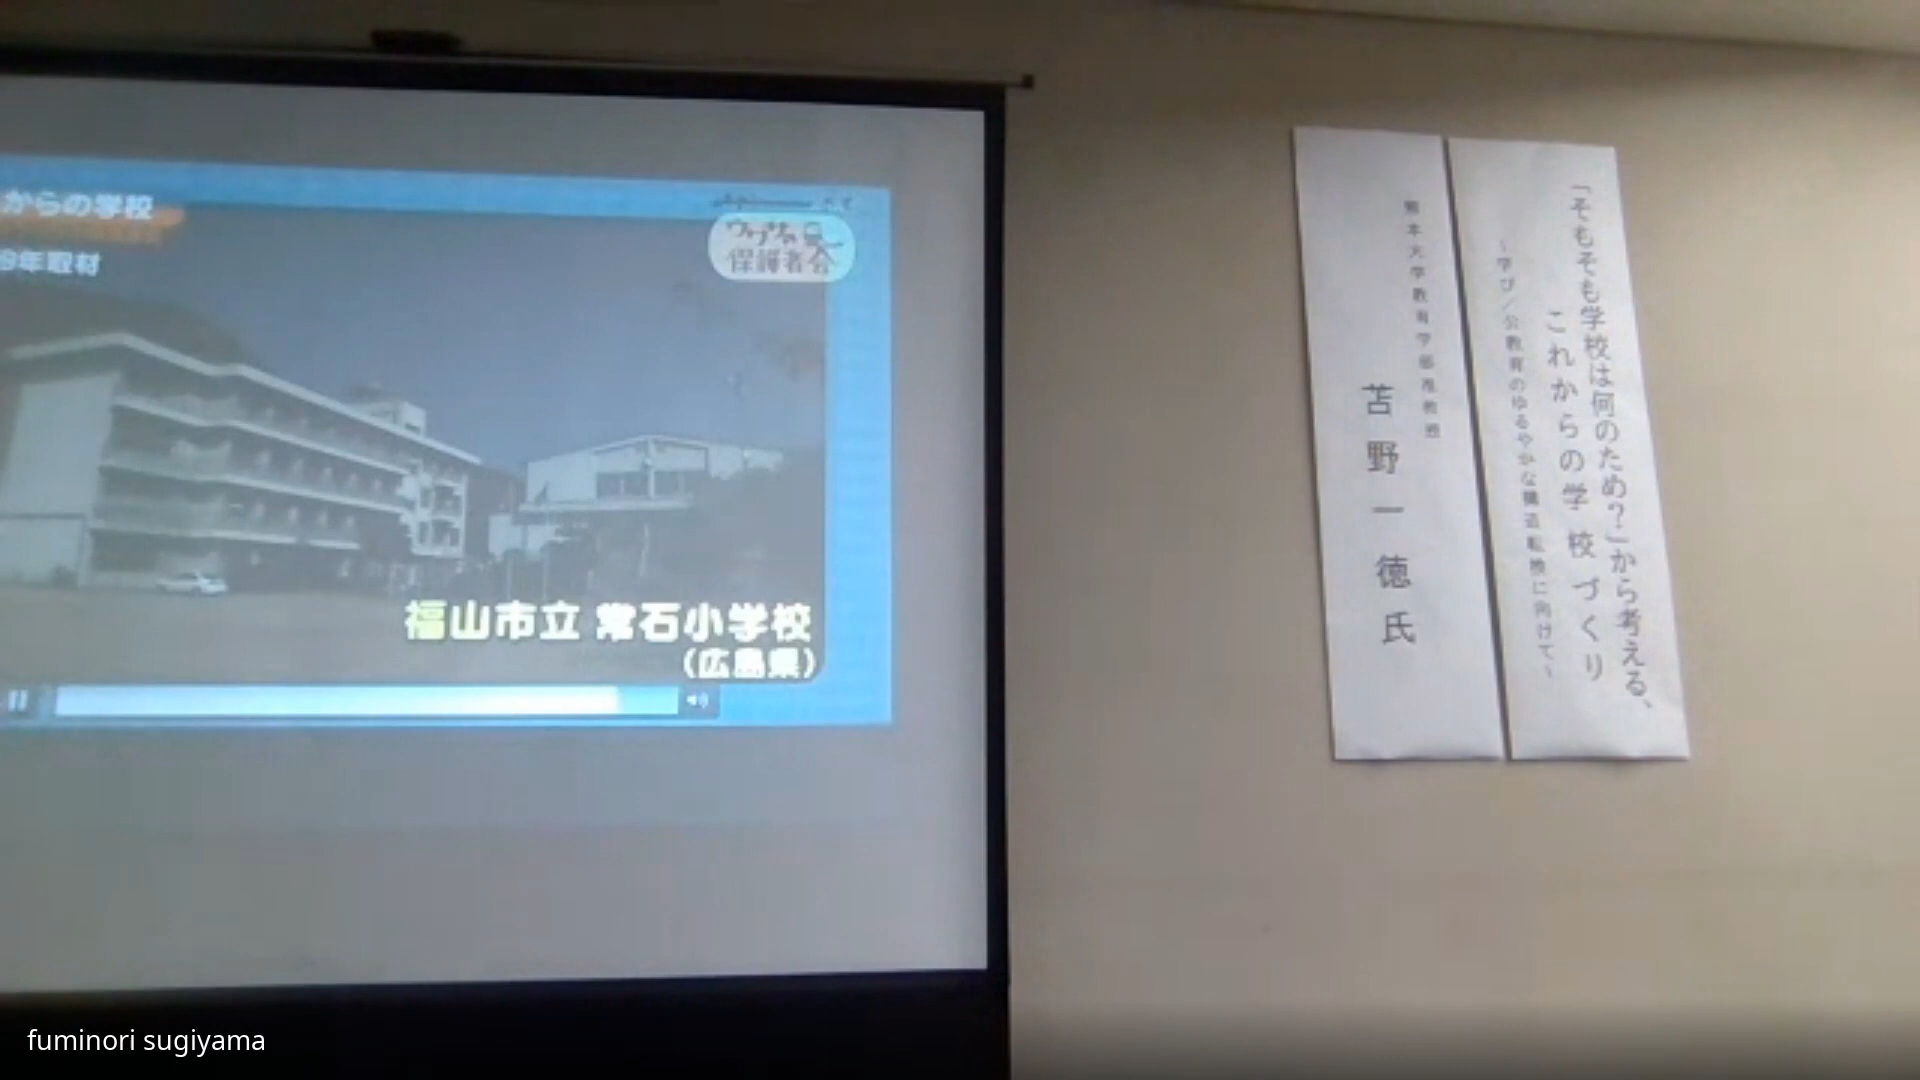 からの学校
9年取材
ウワサの
保護者会
福山市立 常石小学校
(広島県)
「そもそも学校は何のため?」から考える、
これからの学校づくり
~学び/公教育のゆるやかな構造転換に向けて~
熊本大学教育学部准教授
苫野一徳氏
fuminori sugiyama